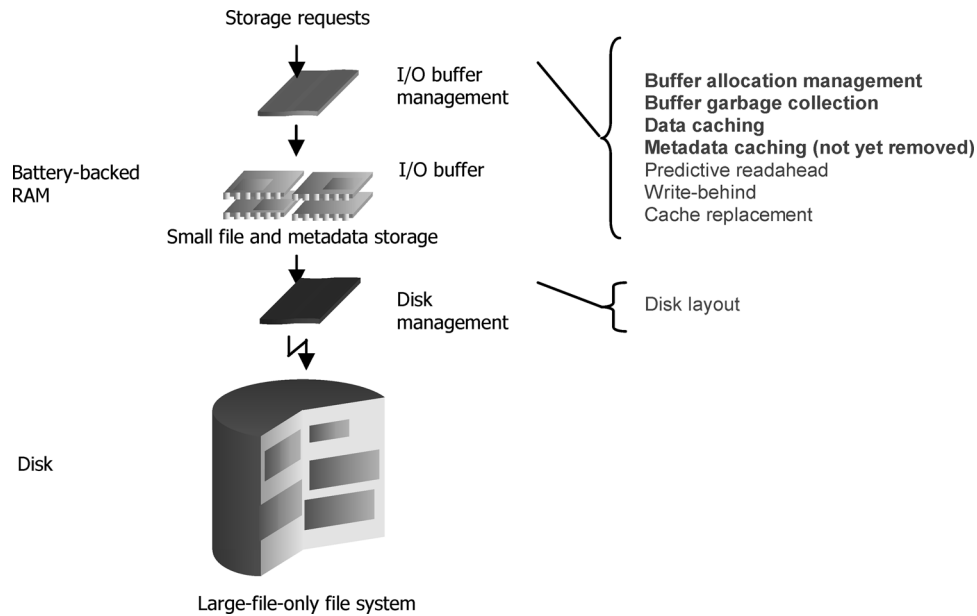 Storage requests
I/O buffer
management
Buffer allocation management
Buffer garbage collection
Data caching
Metadata caching (not yet removed)
Predictive readahead
Write-behind
Cache replacement
Battery-backed
RAM
I/O buffer
Small file and metadata storage
Disk
management
Disk layout
Disk
Large-file-only file system